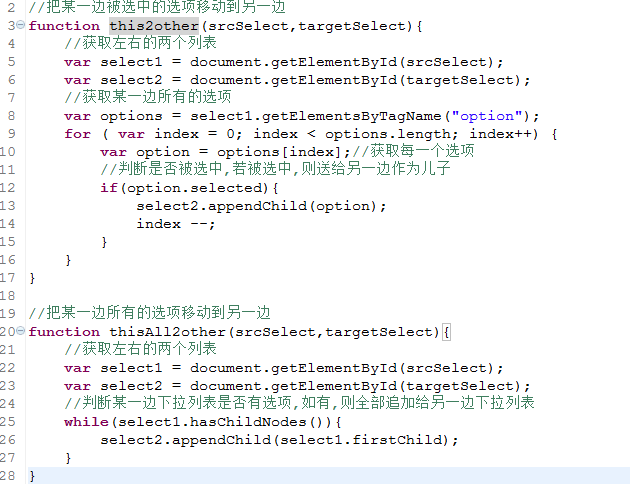 2 //把某一边被选中的选项移动到另一边
3 function this2other(srcSelect,targetSelect){
4 //获取左右的两个列表
5 var select1 = document.getElementById(srcSelect);
6 var select2 = document.getElementById(targetSelect);
7 //获取某一边所有的选项
8 var options = select1.getElementsByTagName("option");
9 for ( var index = 0; index < options.length; index++) {
10 var option = options[index];//获取每一个选项
11 //判断是否被选中,若被选中,则送给另一边作为儿子
12 if(option.selected){
13 select2.appendChild(option);
14 index --;
15 }
16 }
17 }
18
19 //把某一边所有的选项移动到另一边
20 function thisAll2other(srcSelect,targetSelect){
21 //获取左右的两个列表
22 var select1 = document.getElementById(srcSelect);
23 var select2 = document.getElementById(targetSelect);
24 //判断某一边下拉列表是否有选项,如有,则全部追加给另一边下拉列表
25 while(select1.hasChildNodes()){
26 select2.appendChild(select1.firstChild);
27 }
28 }